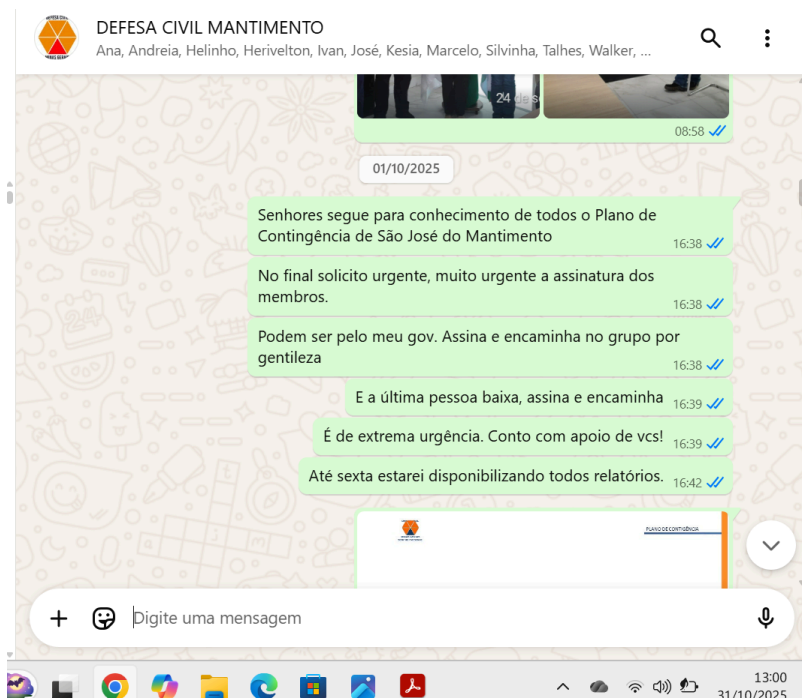 DEFESA CIVIL MANTIMENTO
Ana, Andreia, Helinho, Herivelton, Ivan, José, Kesia, Marcelo, Silvinha, Talhes, Walker, ...
24 de s
08:58
01/10/2025
Senhores segue para conhecimento de todos o Plano de
Contingência de São José do Mantimento
16:38
No final solicito urgente, muito urgente a assinatura dos
membros.
16:38
Podem ser pelo meu gov. Assina e encaminha no grupo por
gentileza
16:38
E a última pessoa baixa, assina e encaminha
16:39
É de extrema urgência. Conto com apoio de vcs!
16:39
Até sexta estarei disponibilizando todos relatórios.
16:42
PLANO DE CONTIGÊNCIA
Digite uma mensagem
13:00
31/10/2025